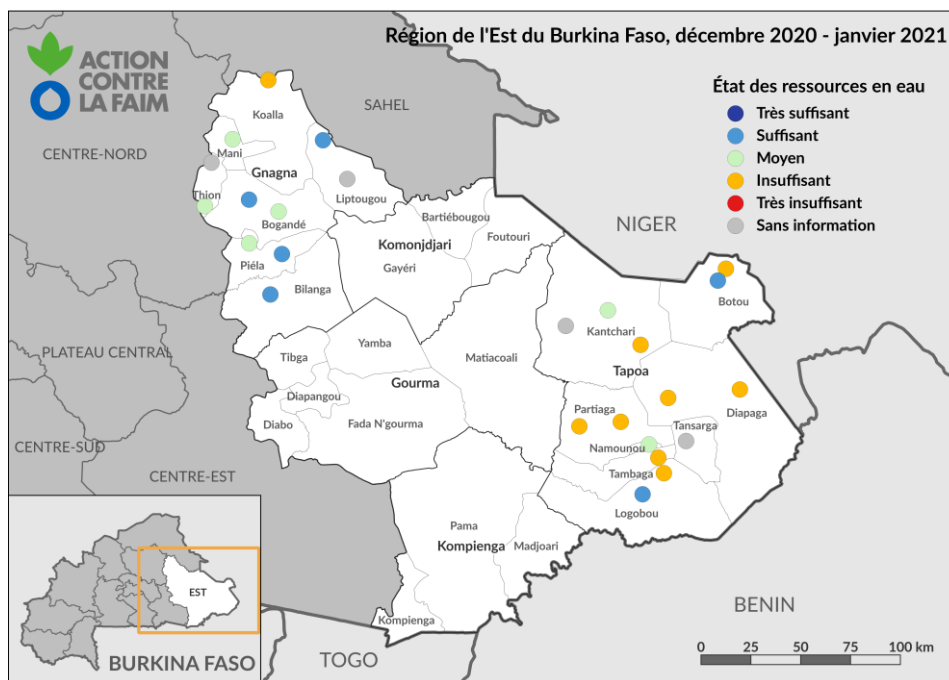 Région de l'Est du Burkina Faso, décembre 2020 - janvier 2021
ACTION
CONTRE
LA FAIM
État des ressources en eau
Très suffisant
Suffisant
Moyen
Insuffisant
Très insuffisant
Sans information
SAHEL
CENTRE-NORD
NIGER
PLATEAU CENTRAL
CENTRE-SUD
CENTRE-EST
BENIN
TOGO
Koalla
Mani
Gnagna
Thion
Liptougou
Bogandé
Piéla
Bilanga
Bartiébougou
Komonjdjari
Foutouri
Gayéri
Botou
Kantchari
Tapoa
Matiacoali
Tibga
Yamba
Gourma
Diapangou
Diabo
Fada N'gourma
Partiaga
Diapaga
Tansarga
Namounou
Tambaga
Logobou
Pama
Kompienga
Madjoari
Kompienga
EST
BURKINA FASO
0 25 50 75 100 km